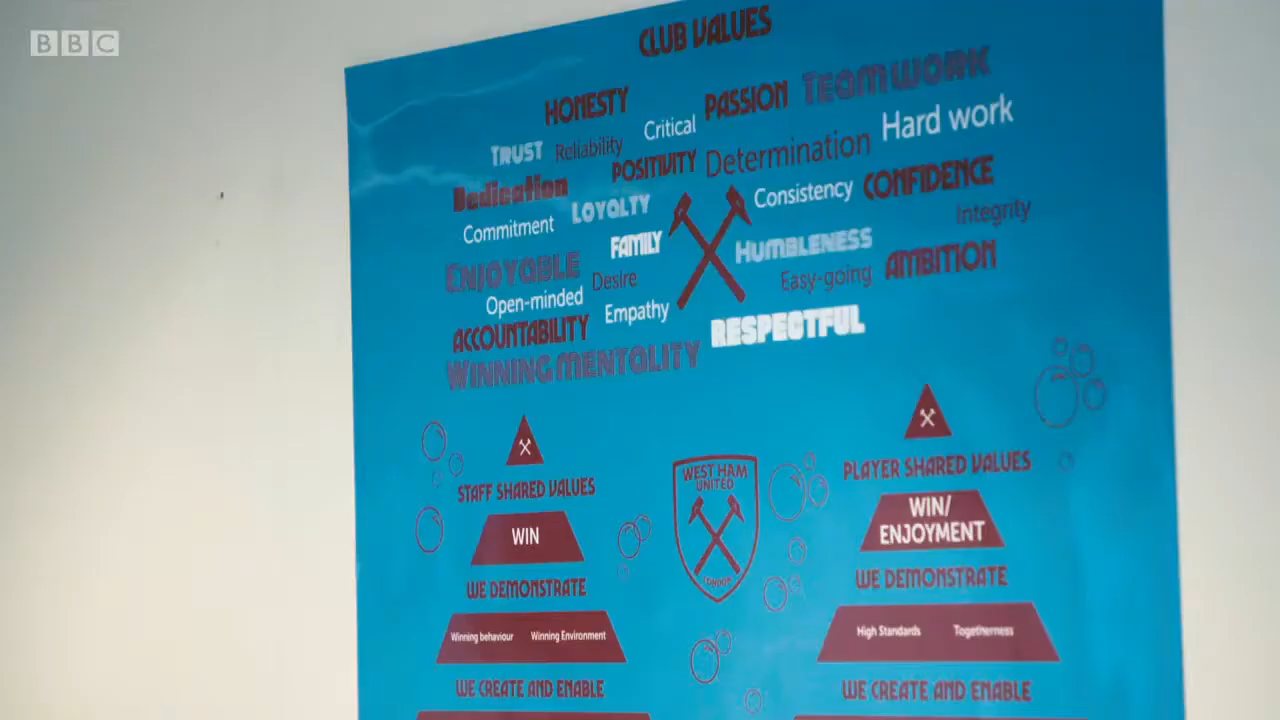 BBC
CLUB VALUES
HONESTY
PASSION
TEAMWORK
TRUST
Reliability
Critical
Hard work
Dedication
POSITIVITY
Determination
Commitment
LOYALTY
Consistency
CONFIDENCE
FAMILY
HUMBLENESS
Integrity
ENJOYABLE
Desire
Easy-going
AMBITION
Open-minded
Empathy
ACCOUNTABILITY
RESPECTFUL
WINNING MENTALITY
STAFF SHARED VALUES
WIN
WE DEMONSTRATE
Winning behaviour Winning Environment
WE CREATE AND ENABLE
WEST HAM
UNITED
LONDON
PLAYER SHARED VALUES
WIN/
ENJOYMENT
WE DEMONSTRATE
High Standards Togetherness
WE CREATE AND ENABLE